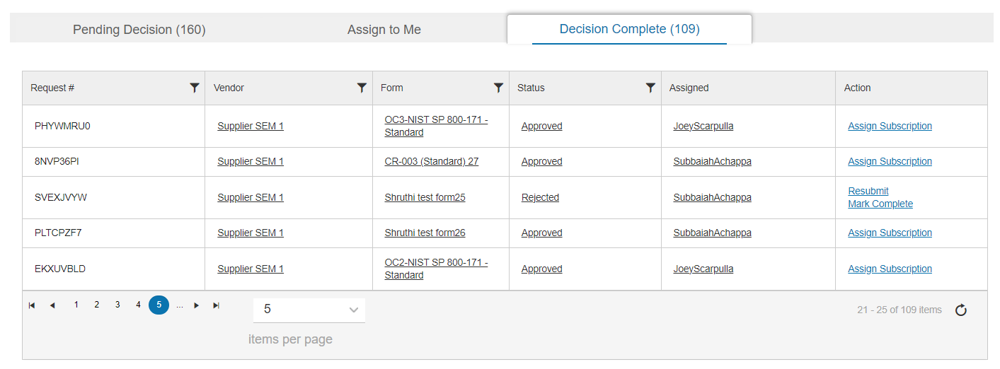 Pending Decision (160) Assign to Me Decision Complete (109)
Request # Vendor Form Status Assigned Action
PHYWMRU0 Supplier SEM 1 OC3-NIST SP 800-171 - Standard Approved JoeyScarpulla Assign Subscription
8NVP36PI Supplier SEM 1 CR-003 (Standard) 27 Approved SubbaiahAchappa Assign Subscription
SVEXJVYW Supplier SEM 1 Shruthi test form25 Rejected SubbaiahAchappa Resubmit
Mark Complete
PLTCPZF7 Supplier SEM 1 Shruthi test form26 Approved SubbaiahAchappa Assign Subscription
EKXUVBLD Supplier SEM 1 OC2-NIST SP 800-171 - Standard Approved JoeyScarpulla Assign Subscription
1 2 3 4 5 ... 5 21 - 25 of 109 items
items per page